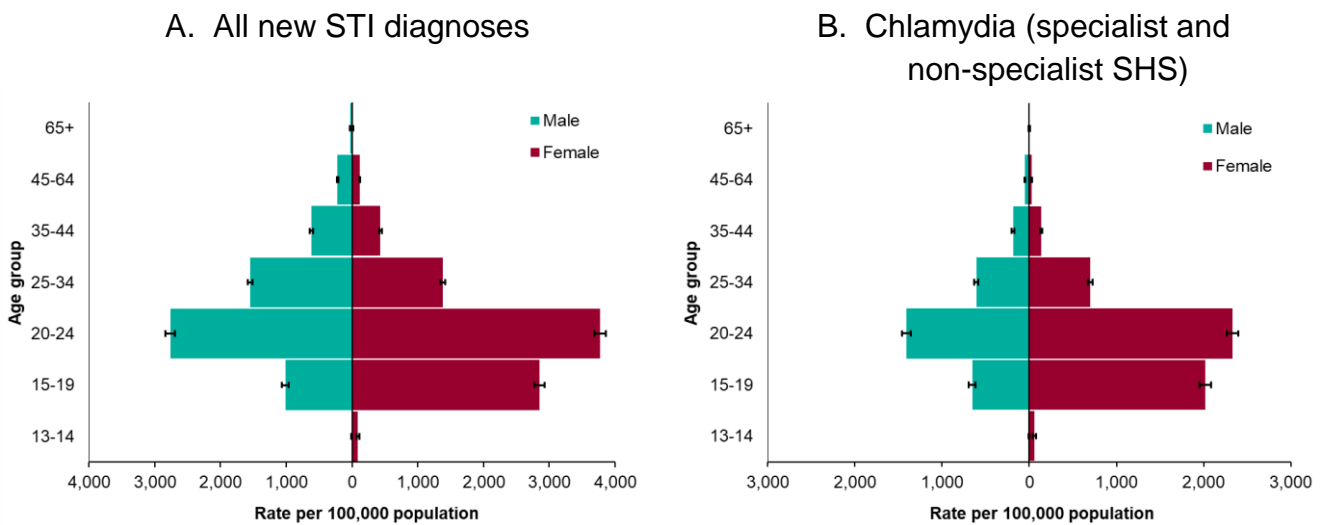 A. All new STI diagnoses
Male
Female
65+
45-64
35-44
25-34
20-24
15-19
13-14
Age group
4,000 3,000 2,000 1,000 0 1,000 2,000 3,000 4,000
Rate per 100,000 population
B. Chlamydia (specialist and
non-specialist SHS)
Male
Female
65+
45-64
35-44
25-34
20-24
15-19
13-14
Age group
3,000 2,000 1,000 0 1,000 2,000 3,000
Rate per 100,000 population